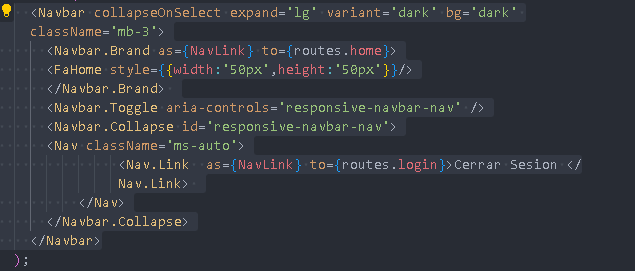 <Navbar collapseOnSelect expand="lg" variant="dark" bg="dark"
className="mb-3">
<Navbar.Brand as={NavLink} to={routes.home}>
<FaHome style={{width:'50px',height:'50px'}}/>
</Navbar.Brand>
<Navbar.Toggle aria-controls="responsive-navbar-nav" />
<Navbar.Collapse id="responsive-navbar-nav">
<Nav className="ms-auto">
<Nav.Link as={NavLink} to={routes.login}>Cerrar Sesion </
Nav.Link>
</Nav>
</Navbar.Collapse>
</Navbar>
);